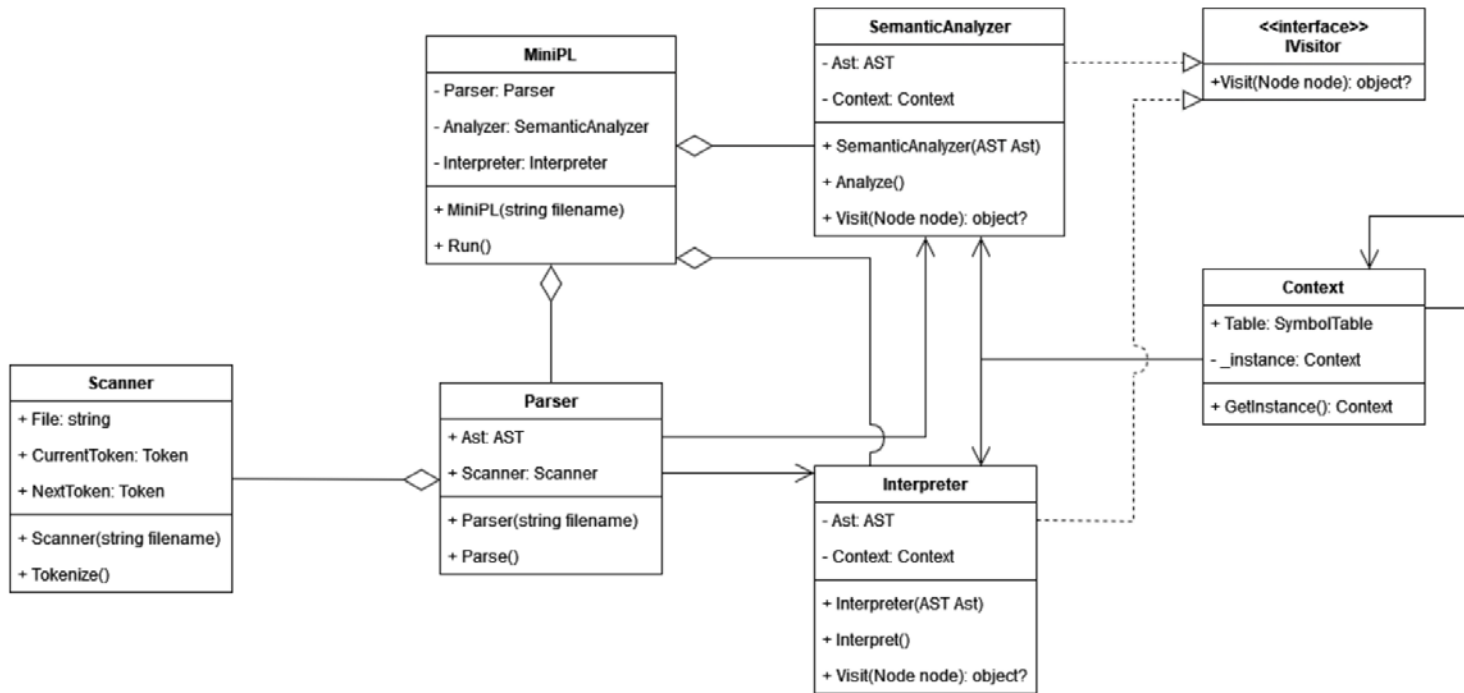 MiniPL
- Parser: Parser
- Analyzer: SemanticAnalyzer
- Interpreter: Interpreter
+ MiniPL(string filename)
+ Run()
SemanticAnalyzer
- Ast: AST
- Context: Context
+ SemanticAnalyzer(AST Ast)
+ Analyze()
+ Visit(Node node): object?
<<interface>>
IVisitor
+Visit(Node node): object?
Context
+ Table: SymbolTable
- _instance: Context
+ GetInstance(): Context
Scanner
+ File: string
+ CurrentToken: Token
+ NextToken: Token
+ Scanner(string filename)
+ Tokenize()
Parser
+ Ast: AST
+ Scanner: Scanner
+ Parser(string filename)
+ Parse()
Interpreter
- Ast: AST
- Context: Context
+ Interpreter(AST Ast)
+ Interpret()
+ Visit(Node node): object?